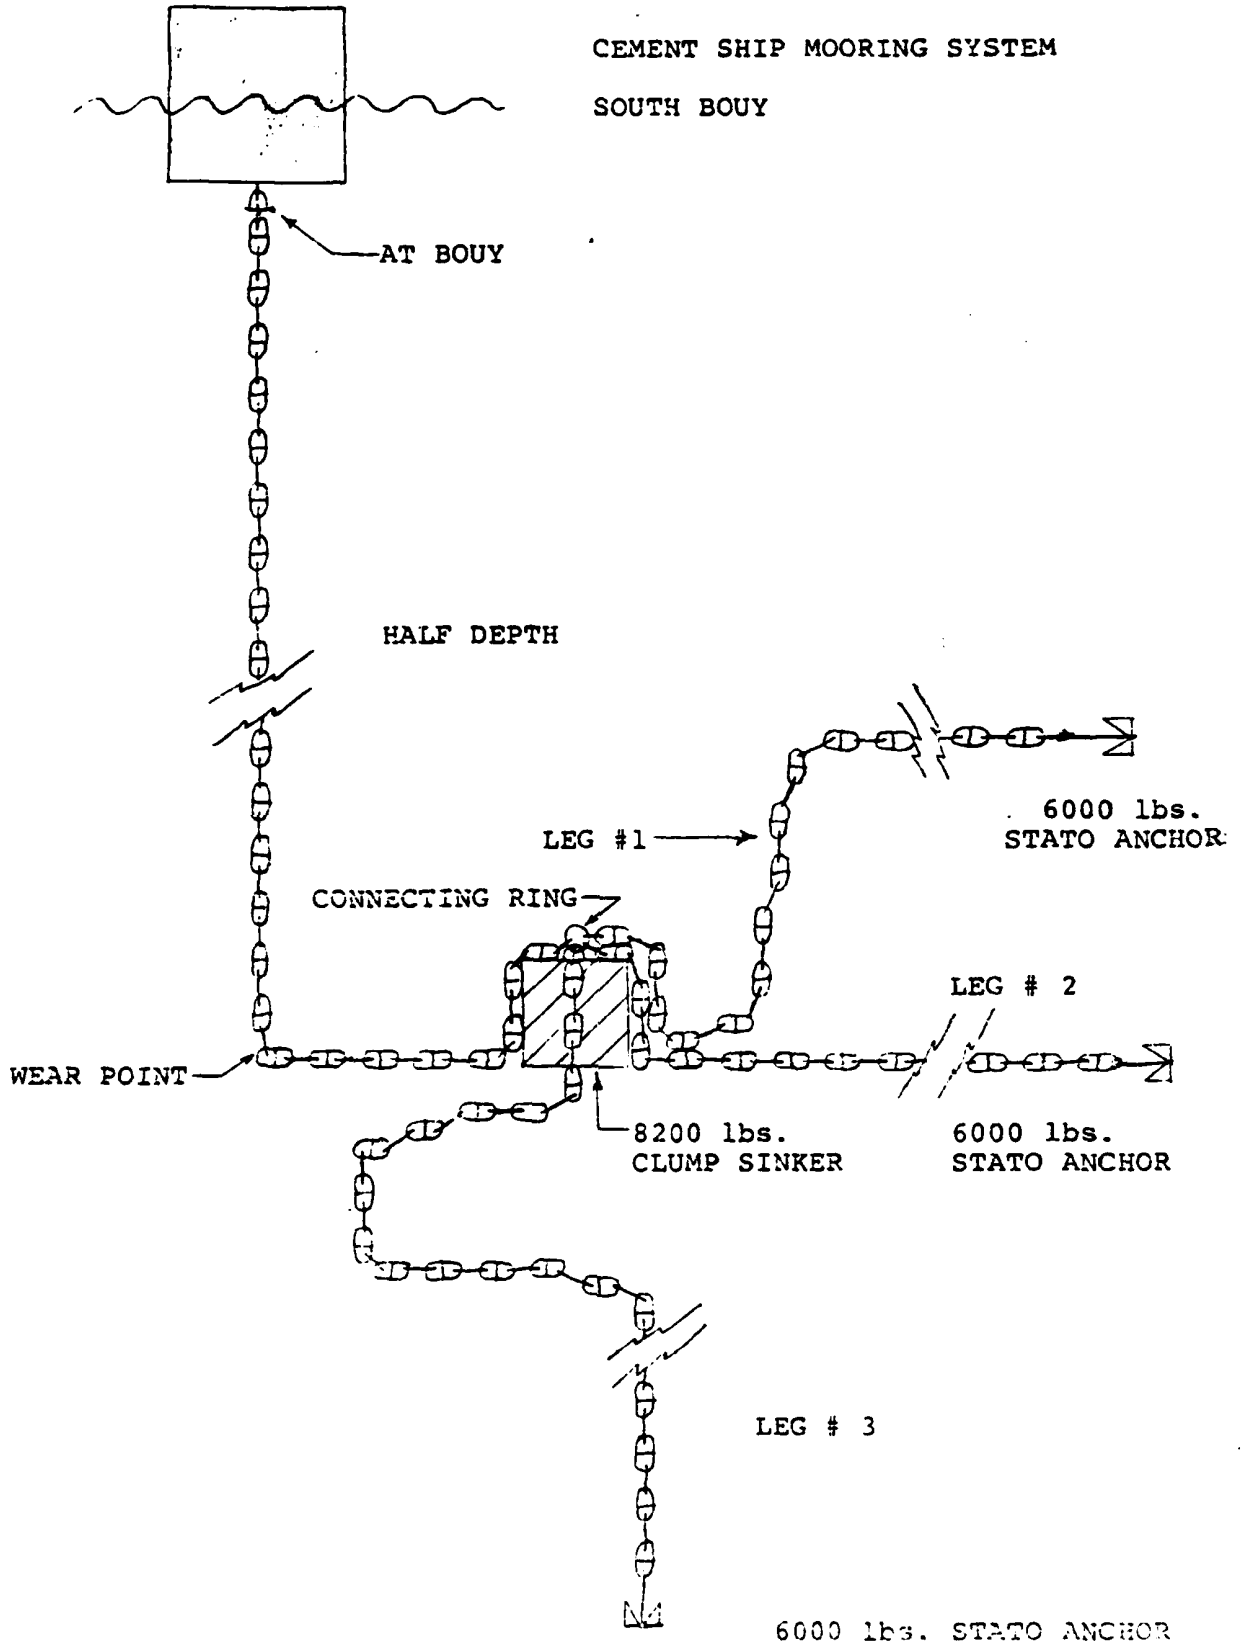 CEMENT SHIP MOORING SYSTEM
SOUTH BOUY
AT BOUY
HALF DEPTH
LEG #1
6000 lbs.
STATO ANCHOR
CONNECTING RING
LEG # 2
WEAR POINT
8200 lbs.
CLUMP SINKER
6000 lbs.
STATO ANCHOR
LEG # 3
6000 lbs. STATO ANCHOR